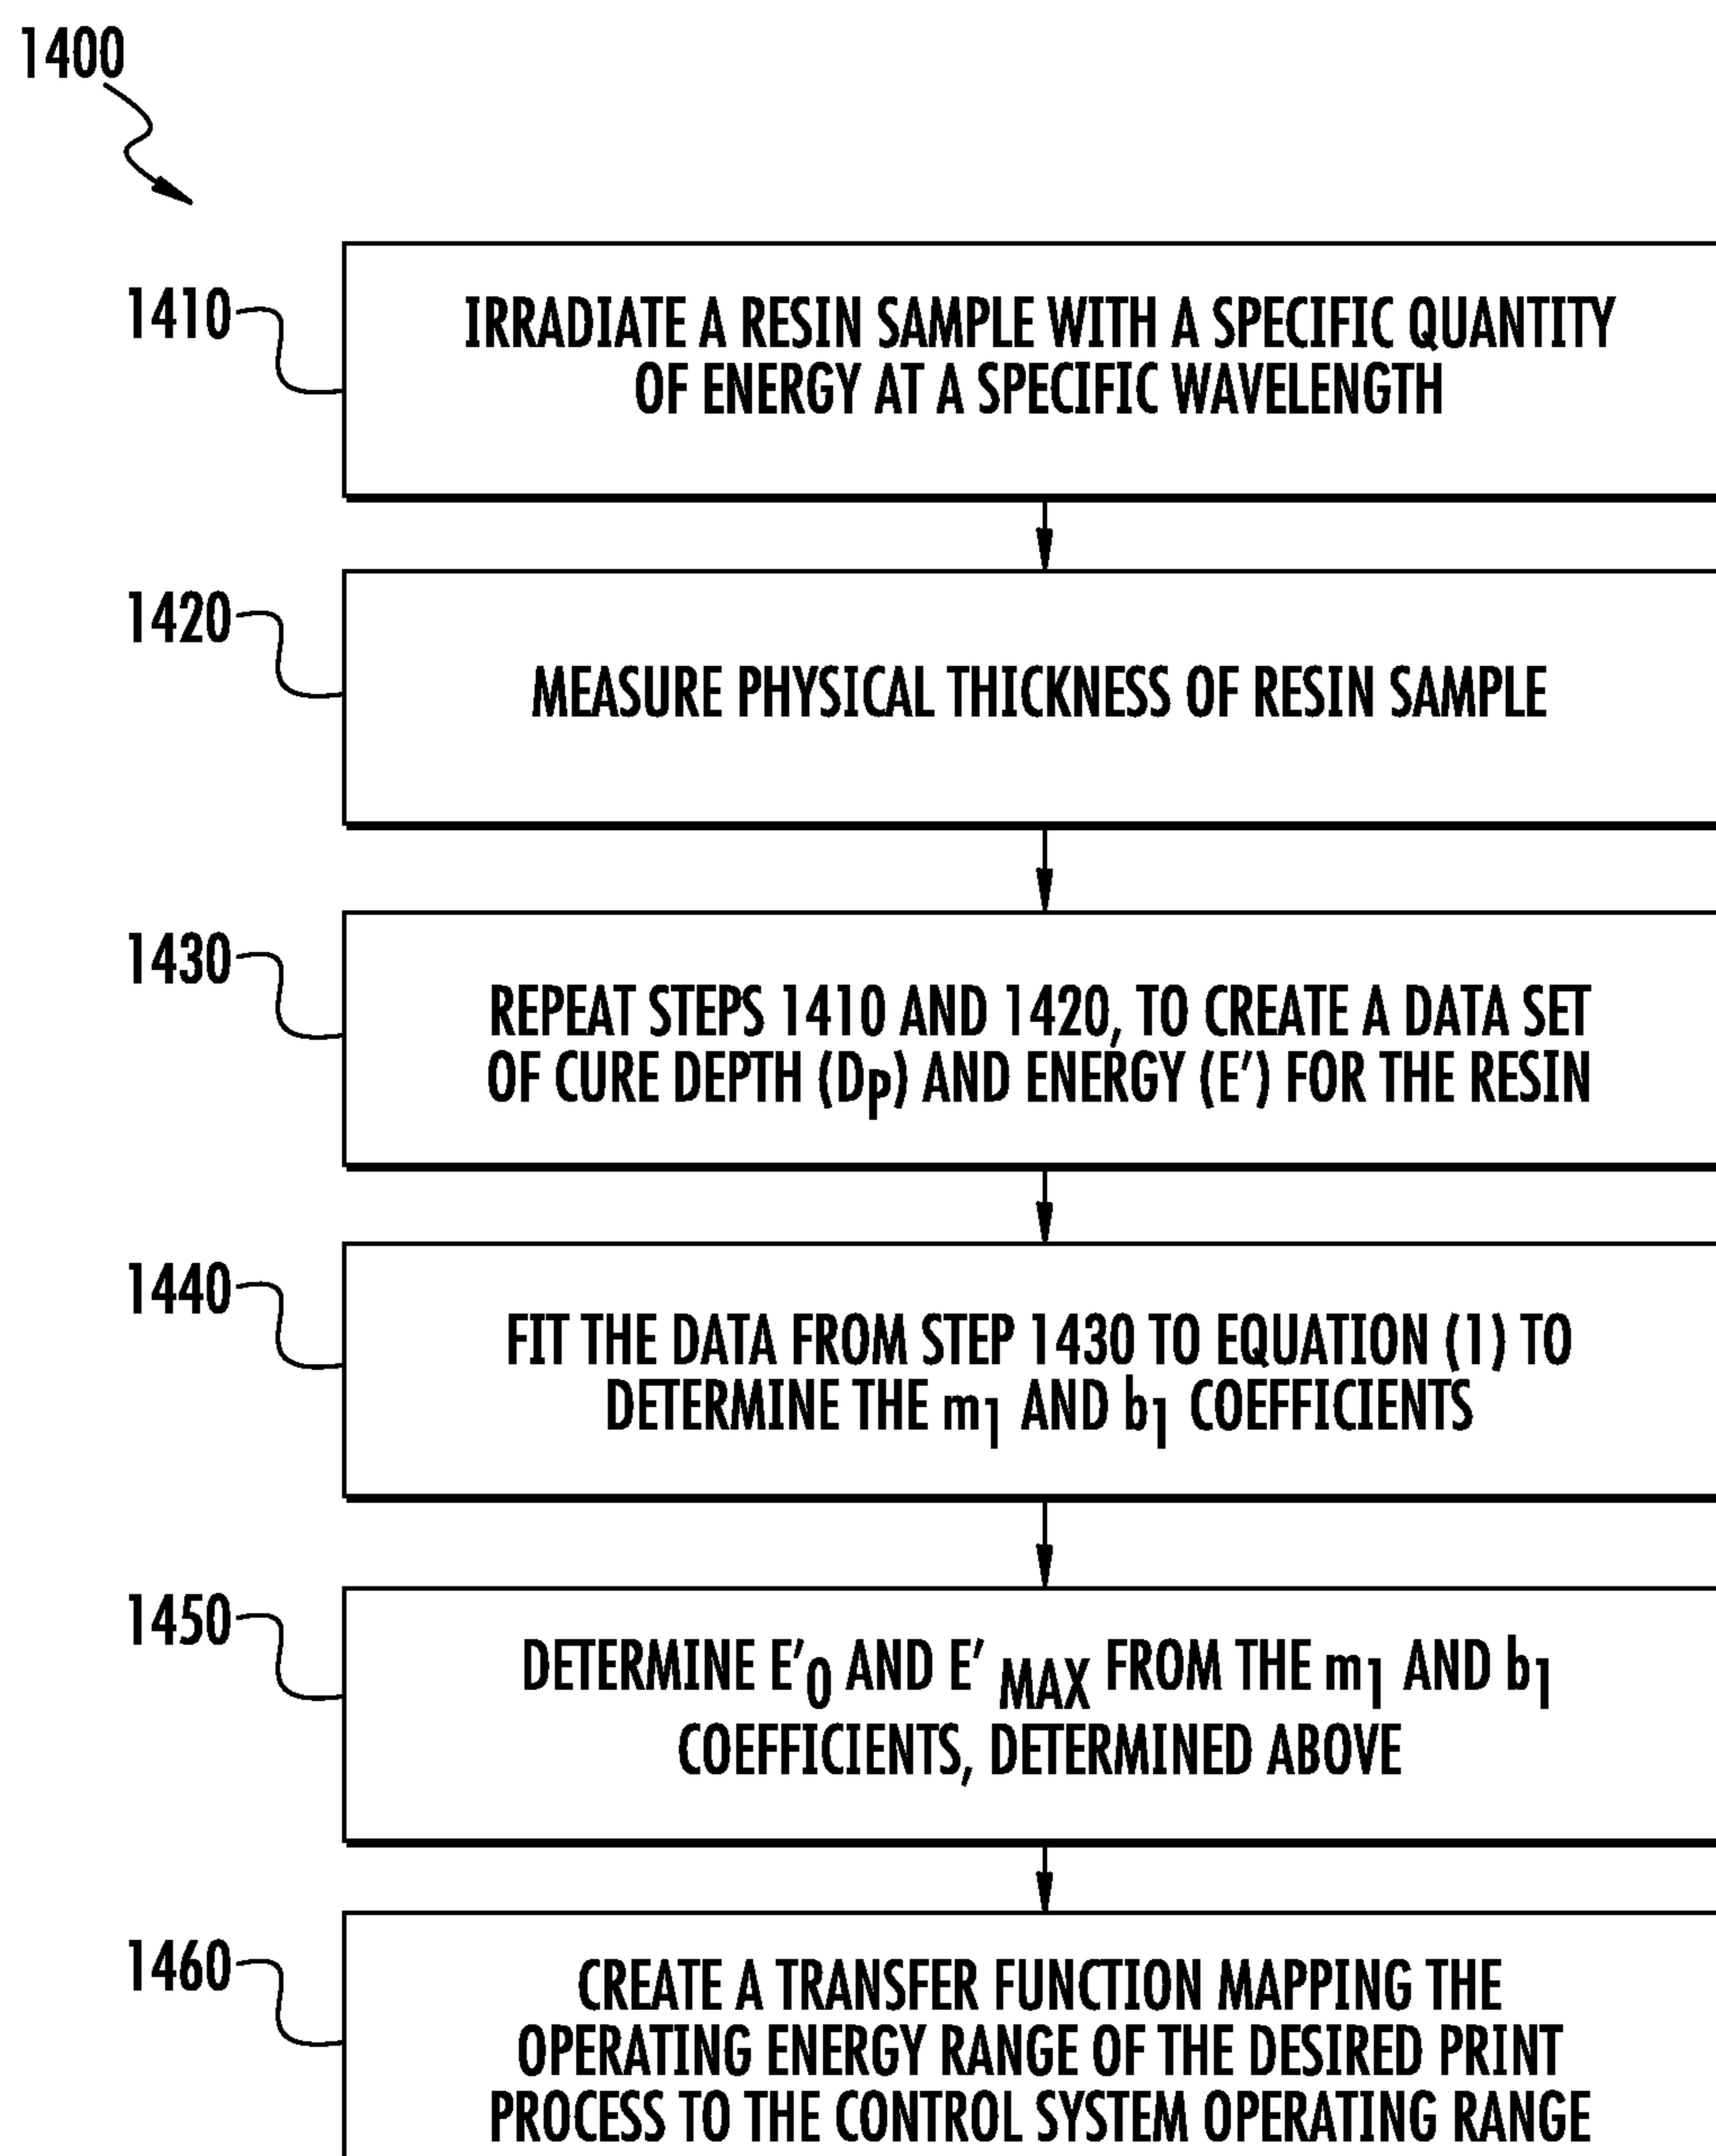 1400
1410
IRRADIATE A RESIN SAMPLE WITH A SPECIFIC QUANTITY
OF ENERGY AT A SPECIFIC WAVELENGTH
1420
MEASURE PHYSICAL THICKNESS OF RESIN SAMPLE
1430
REPEAT STEPS 1410 AND 1420, TO CREATE A DATA SET
OF CURE DEPTH (Dp) AND ENERGY (E') FOR THE RESIN
1440
FIT THE DATA FROM STEP 1430 TO EQUATION (1) TO
DETERMINE THE m1 AND b1 COEFFICIENTS
1450
DETERMINE E'0 AND E' MAX FROM THE m1 AND b1
COEFFICIENTS, DETERMINED ABOVE
1460
CREATE A TRANSFER FUNCTION MAPPING THE
OPERATING ENERGY RANGE OF THE DESIRED PRINT
PROCESS TO THE CONTROL SYSTEM OPERATING RANGE